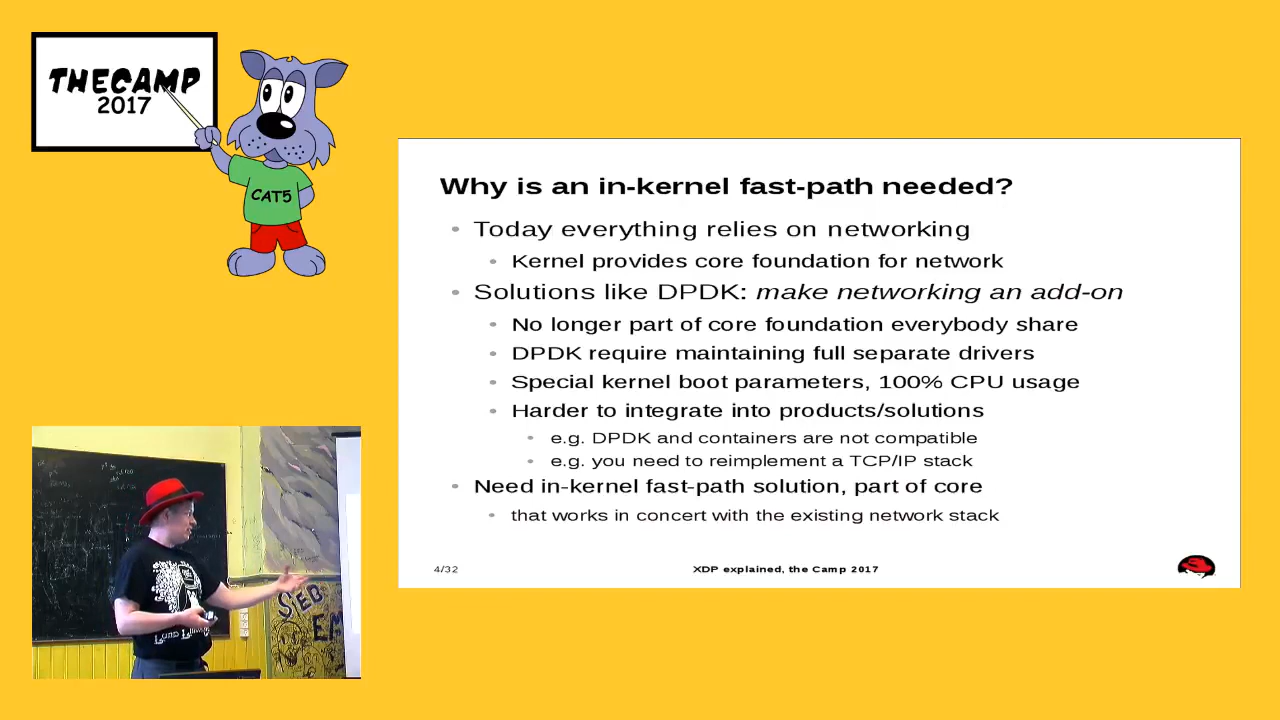 THECAMP
2017
CAT5
Why is an in-kernel fast-path needed?
• Today everything relies on networking
• Kernel provides core foundation for network
• Solutions like DPDK: make networking an add-on
• No longer part of core foundation everybody share
• DPDK require maintaining full separate drivers
• Special kernel boot parameters, 100% CPU usage
• Harder to integrate into products/solutions
• e.g. DPDK and containers are not compatible
• e.g. you need to reimplement a TCP/IP stack
• Need in-kernel fast-path solution, part of core
• that works in concert with the existing network stack
4/32
XDP explained, the Camp 2017
SEB
EM